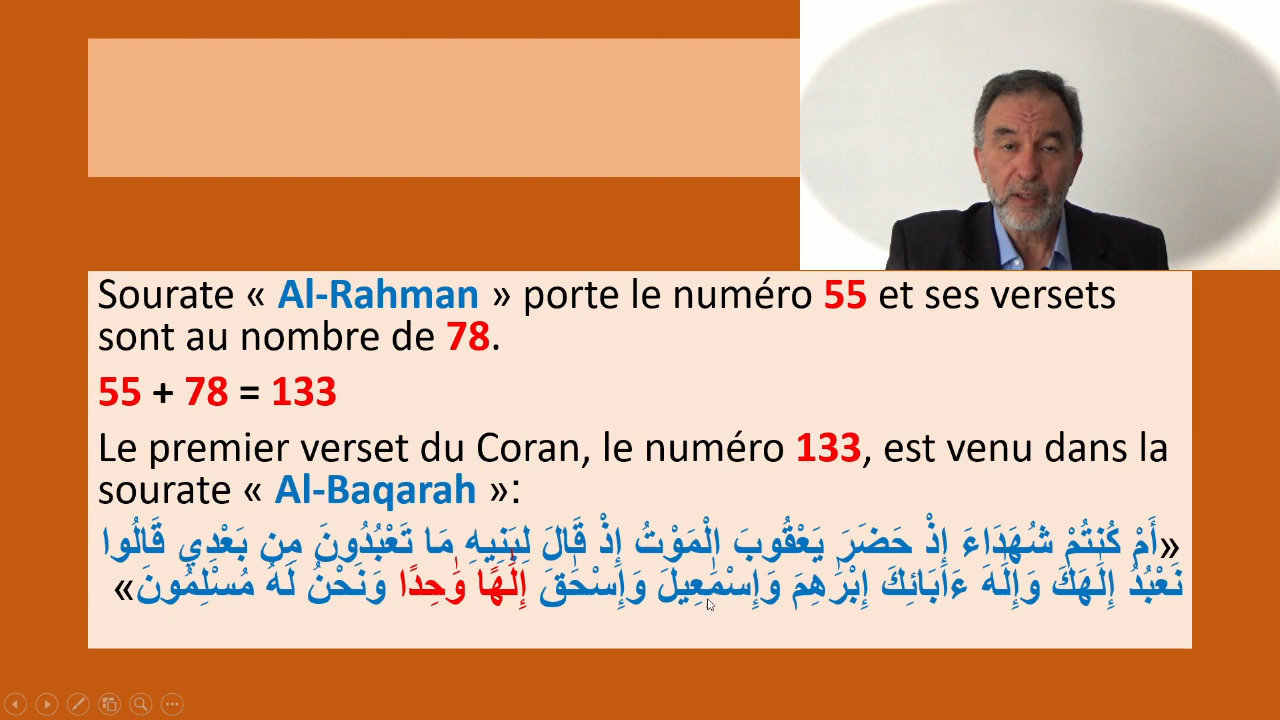 Sourate « Al-Rahman » porte le numéro 55 et ses versets
sont au nombre de 78.
55 + 78 = 133
Le premier verset du Coran, le numéro 133, est venu dans la
sourate « Al-Baqarah »:
«أَمْ كُنتُمْ شُهَدَاءَ إِذْ حَضَرَ يَعْقُوبَ الْمَوْتُ إِذْ قَالَ لِبَنِيهِ مَا تَعْبُدُونَ مِن بَعْدِي قَالُوا
نَعْبُدُ إِلَٰهَكَ وَإِلَٰهَ ءَابَائِكَ إِبْرَٰهِمَ وَإِسْمَٰعِيلَ وَإِسْحَٰقَ إِلَٰهًا وَٰحِدًا وَنَحْنُ لَهُ مُسْلِمُونَ»